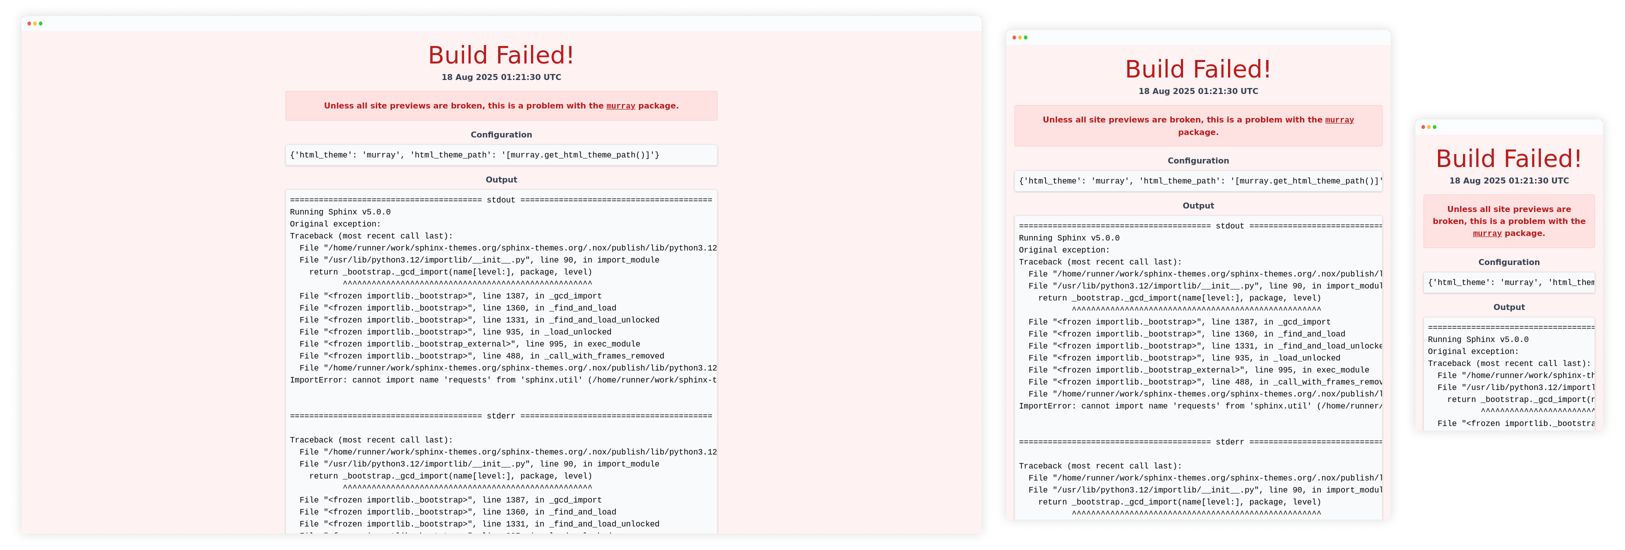 Build Failed!
18 Aug 2025 01:21:30 UTC
Unless all site previews are broken, this is a problem with the murray package.
Configuration
{'html_theme': 'murray', 'html_theme_path': '[murray.get_html_theme_path()]'}
Output
======================================== stdout ========================================
Running Sphinx v5.0.0
Original exception:
Traceback (most recent call last):
  File "/home/runner/work/sphinx-themes.org/sphinx-themes.org/.nox/publish/lib/python3.12
  File "/usr/lib/python3.12/importlib/__init__.py", line 90, in import_module
    return _bootstrap._gcd_import(name[level:], package, level)
           ^^^^^^^^^^^^^^^^^^^^^^^^^^^^^^^^^^^^^^^^^^^^^^^^^^^^
  File "<frozen importlib._bootstrap>", line 1387, in _gcd_import
  File "<frozen importlib._bootstrap>", line 1360, in _find_and_load
  File "<frozen importlib._bootstrap>", line 1331, in _find_and_load_unlocked
  File "<frozen importlib._bootstrap>", line 935, in _load_unlocked
  File "<frozen importlib._bootstrap_external>", line 995, in exec_module
  File "<frozen importlib._bootstrap>", line 488, in _call_with_frames_removed
  File "/home/runner/work/sphinx-themes.org/sphinx-themes.org/.nox/publish/lib/python3.12
ImportError: cannot import name 'requests' from 'sphinx.util' (/home/runner/work/sphinx-t
======================================== stderr ========================================
Traceback (most recent call last):
  File "/home/runner/work/sphinx-themes.org/sphinx-themes.org/.nox/publish/lib/python3.12
  File "/usr/lib/python3.12/importlib/__init__.py", line 90, in import_module
    return _bootstrap._gcd_import(name[level:], package, level)
           ^^^^^^^^^^^^^^^^^^^^^^^^^^^^^^^^^^^^^^^^^^^^^^^^^^^^
  File "<frozen importlib._bootstrap>", line 1387, in _gcd_import
  File "<frozen importlib._bootstrap>", line 1360, in _find_and_load
  File "<frozen importlib._bootstrap>", line 1331, in _find_and_load_unlocked
Build Failed!
18 Aug 2025 01:21:30 UTC
Unless all site previews are broken, this is a problem with the murray
package.
Configuration
{'html_theme': 'murray', 'html_theme_path': '[murray.get_html_theme_path()]'
Output
======================================== stdout ============================
Running Sphinx v5.0.0
Original exception:
Traceback (most recent call last):
  File "/home/runner/work/sphinx-themes.org/sphinx-themes.org/.nox/publish/l
  File "/usr/lib/python3.12/importlib/__init__.py", line 90, in import_modul
    return _bootstrap._gcd_import(name[level:], package, level)
           ^^^^^^^^^^^^^^^^^^^^^^^^^^^^^^^^^^^^^^^^^^^^^^^^^^^^
  File "<frozen importlib._bootstrap>", line 1387, in _gcd_import
  File "<frozen importlib._bootstrap>", line 1360, in _find_and_load
  File "<frozen importlib._bootstrap>", line 1331, in _find_and_load_unlocke
  File "<frozen importlib._bootstrap>", line 935, in _load_unlocked
  File "<frozen importlib._bootstrap_external>", line 995, in exec_module
  File "<frozen importlib._bootstrap>", line 488, in _call_with_frames_remov
  File "/home/runner/work/sphinx-themes.org/sphinx-themes.org/.nox/publish/l
ImportError: cannot import name 'requests' from 'sphinx.util' (/home/runner/
======================================== stderr ============================
Traceback (most recent call last):
  File "/home/runner/work/sphinx-themes.org/sphinx-themes.org/.nox/publish/l
  File "/usr/lib/python3.12/importlib/__init__.py", line 90, in import_modul
    return _bootstrap._gcd_import(name[level:], package, level)
           ^^^^^^^^^^^^^^^^^^^^^^^^^^^^^^^^^^^^^^^^^^^^^^^^^^^^
Build Failed!
18 Aug 2025 01:21:30 UTC
Unless all site previews are
broken, this is a problem with the
murray package.
Configuration
{'html_theme': 'murray', 'html_them
Output
===================================
Running Sphinx v5.0.0
Original exception:
Traceback (most recent call last):
  File "/home/runner/work/sphinx-th
  File "/usr/lib/python3.12/importl
    return _bootstrap._gcd_import(n
           ^^^^^^^^^^^^^^^^^^^^^^^^
  File "<frozen importlib._bootstra